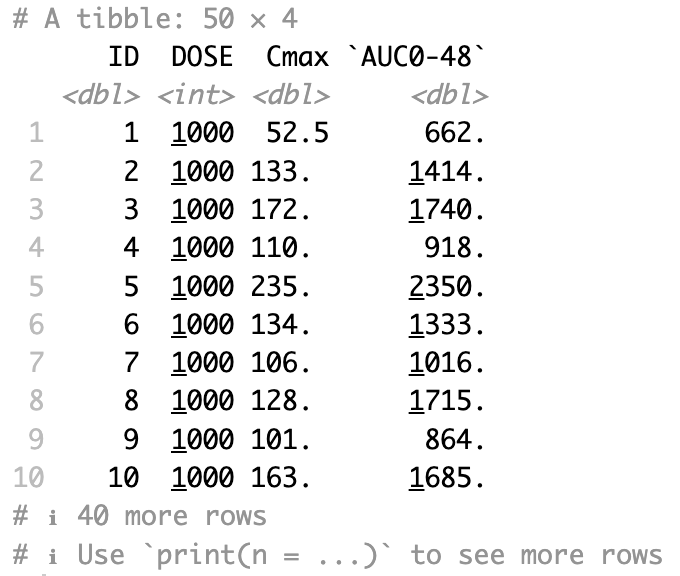 # A tibble: 50 × 4
ID DOSE Cmax `AUC0-48`
<dbl> <int> <dbl> <dbl>
1 1 1000 52.5 662.
2 2 1000 133. 1414.
3 3 1000 172. 1740.
4 4 1000 110. 918.
5 5 1000 235. 2350.
6 6 1000 134. 1333.
7 7 1000 106. 1016.
8 8 1000 128. 1715.
9 9 1000 101. 864.
10 10 1000 163. 1685.
# ℹ 40 more rows
# ℹ Use `print(n = ...)` to see more rows